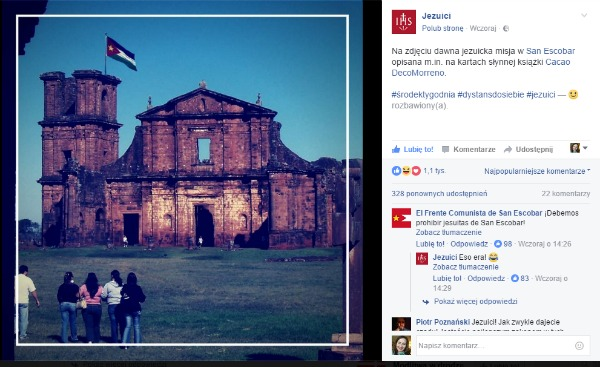 IHS
Jezuici
Polub stronę · Wczoraj ·
Na zdjęciu dawna jezuicka misja w San Escobar
opisana m.in. na kartach słynnej książki Cacao
DecoMorreno.
#środektygodnia #dystansdosiebie #jezuici —
rozbawiony(a).
Lubię to! Komentarze Udostępnij
1,1 tys. Najpopularniejsze komentarze
328 ponownych udostępnień 22 komentarzy
El Frente Comunista de San Escobar ¡Debemos
prohibir jesuitas de San Escobar!
Zobacz tłumaczenie
Lubię to! · Odpowiedz · 98 · Wczoraj o 14:26
IHS
Jezuici Eso era!
Zobacz tłumaczenie
Lubię to! · Odpowiedz · 83 · Wczoraj o
14:29
Pokaż więcej odpowiedzi
Piotr Poznański Jezuici! Jak zwykle dajecie
Napisz komentarz...